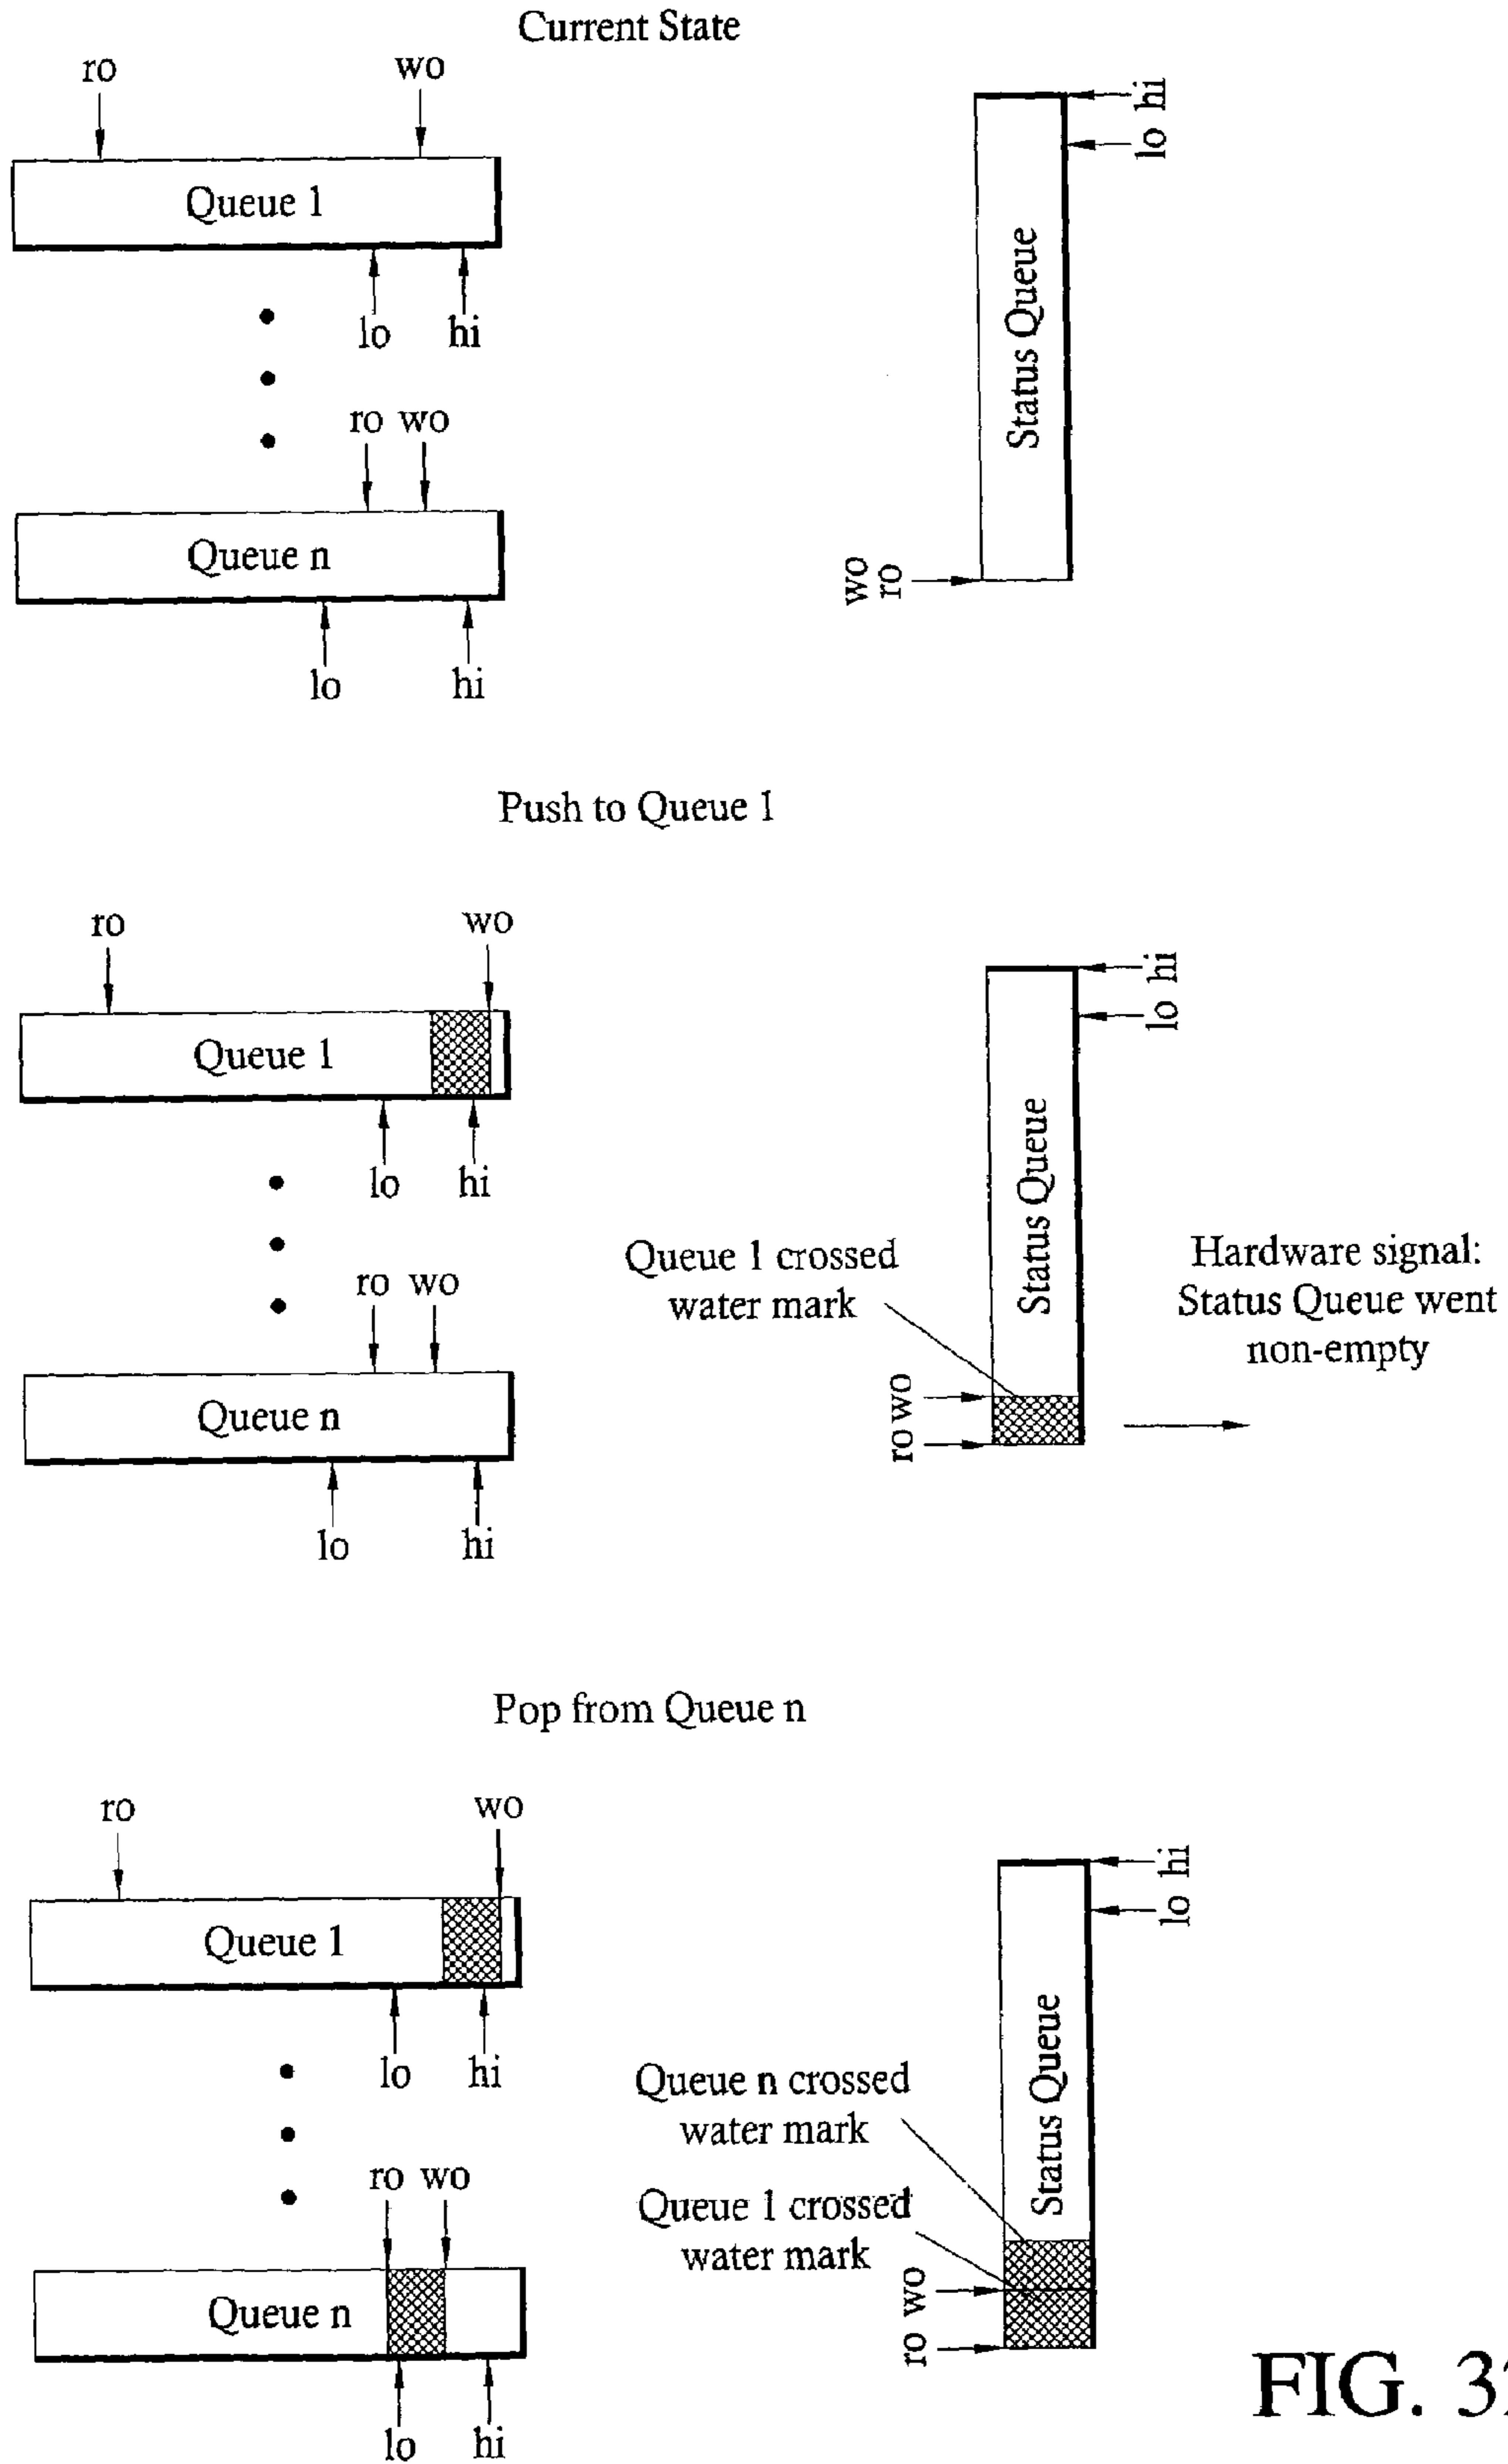 Current State
ro
wo
Queue 1
lo
hi
ro wo
Queue n
lo
hi
hi
lo
Status Queue
wo
ro
Push to Queue 1
ro
wo
Queue 1
lo
hi
ro wo
Queue n
lo
hi
hi
lo
Status Queue
Queue 1 crossed
water mark
ro wo
Hardware signal:
Status Queue went
non-empty
Pop from Queue n
ro
wo
Queue 1
lo
hi
ro wo
Queue n
lo
hi
hi
lo
Status Queue
Queue n crossed
water mark
Queue 1 crossed
water mark
ro wo
FIG.